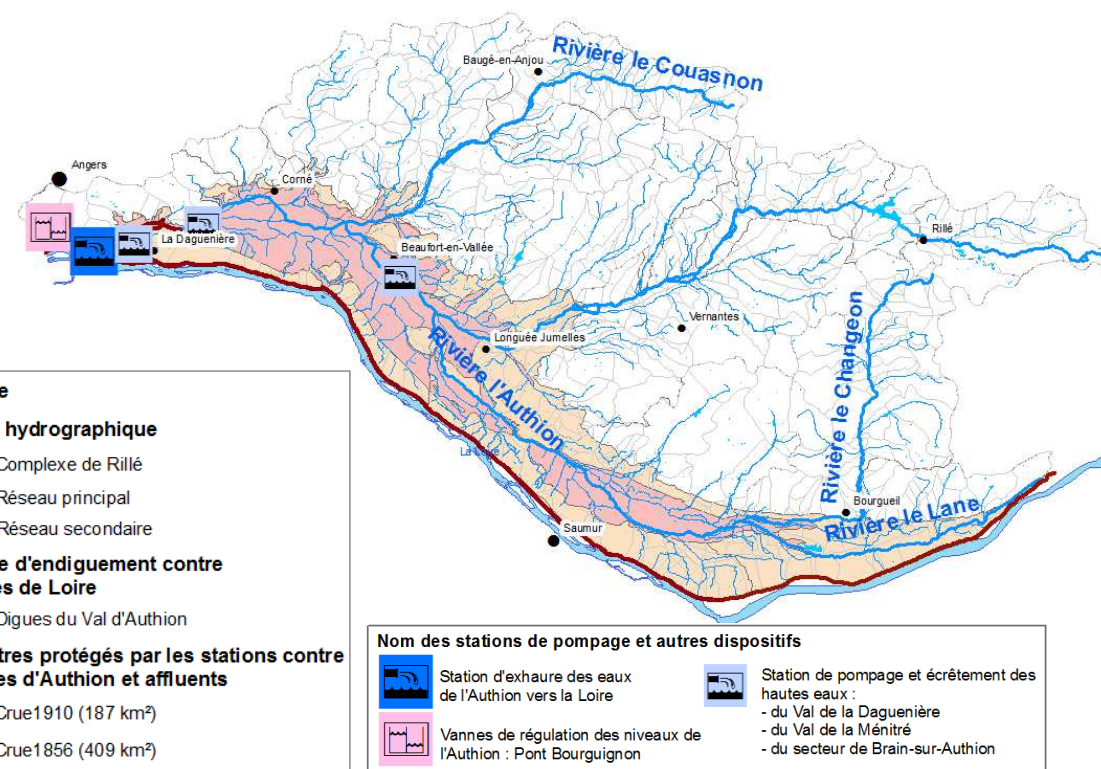 Rivière le Couasnon
Baugé-en-Anjou
Angers
Corné
La Daguenière
Beaufort-en-Vallée
Rillé
Vernantes
Longuée Jumelles
Rivière l'Authion
Rivière le Changeon
Bourgueil
Rivière le Lane
Saumur
hydrographique
Complexe de Rillé
Réseau principal
Réseau secondaire
e d'endiguement contre
es de Loire
Digues du Val d'Authion
tres protégés par les stations contre
es d'Authion et affluents
Crue1910 (187 km²)
Crue1856 (409 km²)
Nom des stations de pompage et autres dispositifs
Station d'exhaure des eaux
de l'Authion vers la Loire
Vannes de régulation des niveaux de
l'Authion : Pont Bourguignon
Station de pompage et écrêtement des
hautes eaux :
- du Val de la Daguenière
- du Val de la Ménitré
- du secteur de Brain-sur-Authion